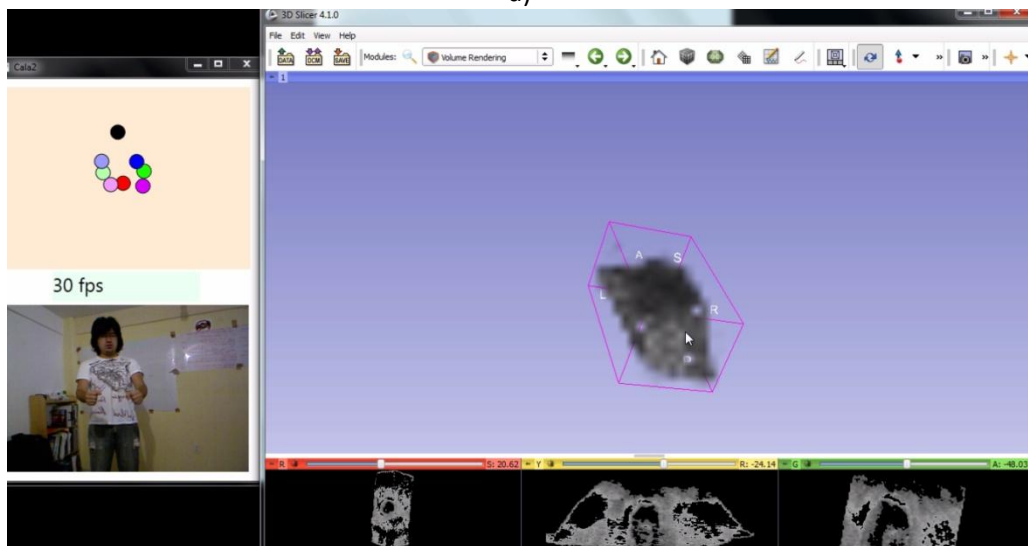 3D Slicer 4.1.0
File Edit View Help
DATA DCM SAVE Modules: Volume Rendering » »
Cala2
1
A S
L R
30 fps
R S: 20.62 Y R: -24.14 G A: -48.03